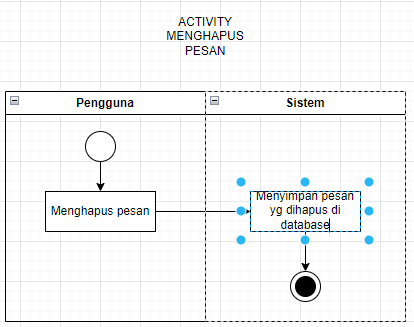 ACTIVITY
MENGHAPUS
PESAN
Pengguna
Sistem
Menghapus pesan
Menyimpan pesan
yg dihapus di
database